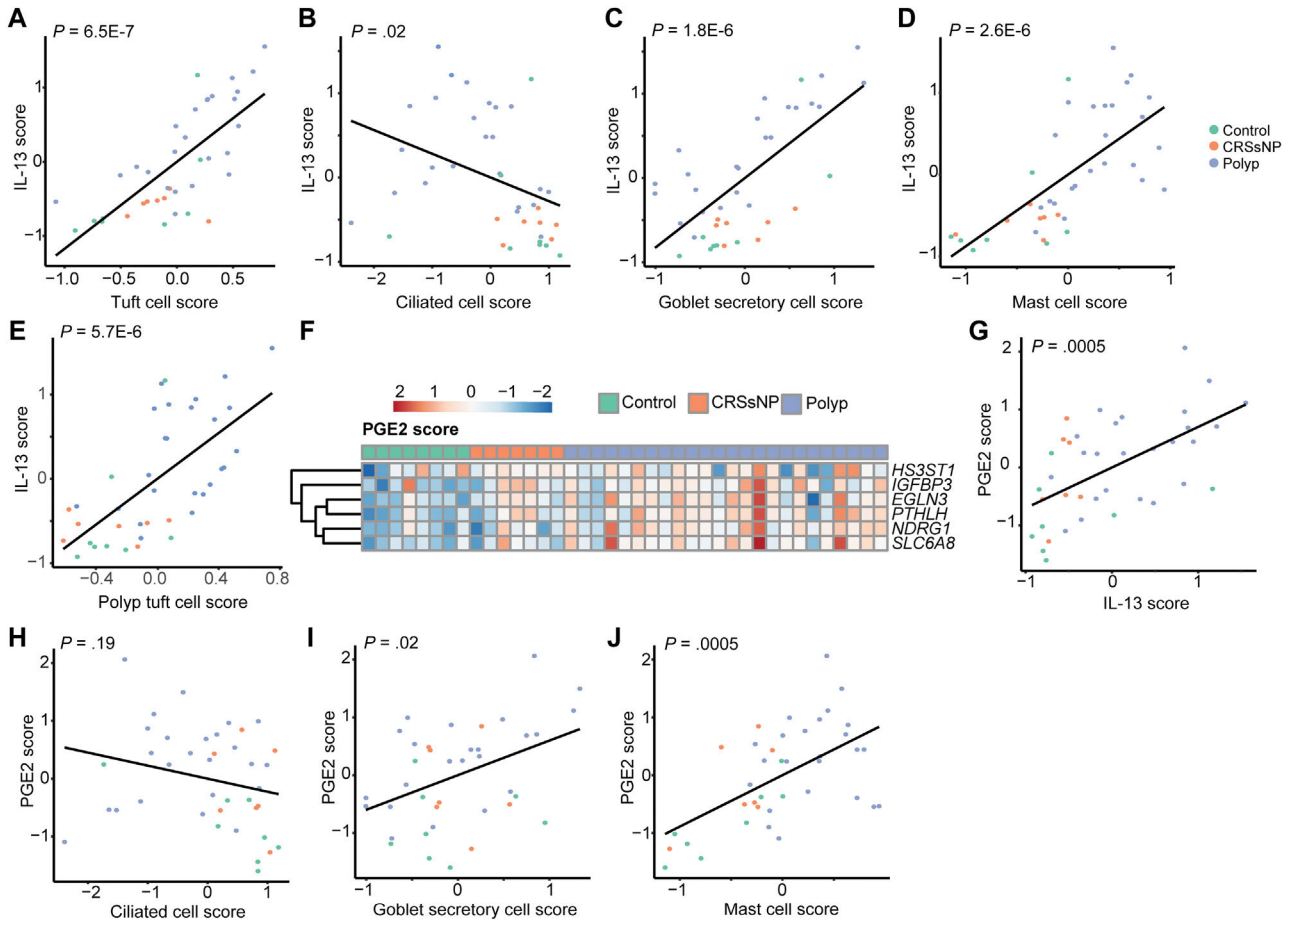 A
P = 6.5E-7
IL-13 score
1
0
−1
−1.0
−0.5
0.0
0.5
Tuft cell score
B
P = .02
IL-13 score
1
0
−1
−2
−1
0
1
Ciliated cell score
C
P = 1.8E-6
IL-13 score
1
0
−1
−1
0
1
Goblet secretory cell score
D
P = 2.6E-6
IL-13 score
1
0
−1
−1
0
1
Mast cell score
Control
CRSsNP
Polyp
E
P = 5.7E-6
IL-13 score
1
0
−1
−0.4
0.0
0.4
0.8
Polyp tuft cell score
F
2 1 0 −1 −2
Control CRSsNP Polyp
PGE2 score
HS3ST1
IGFBP3
EGLN3
PTHLH
NDRG1
SLC6A8
G
P = .0005
PGE2 score
2
1
0
−1
−1
0
1
IL-13 score
H
P = .19
PGE2 score
2
1
0
−1
−2
−1
0
1
Ciliated cell score
I
P = .02
PGE2 score
2
1
0
−1
−1
0
1
Goblet secretory cell score
J
P = .0005
PGE2 score
2
1
0
−1
−1
0
Mast cell score